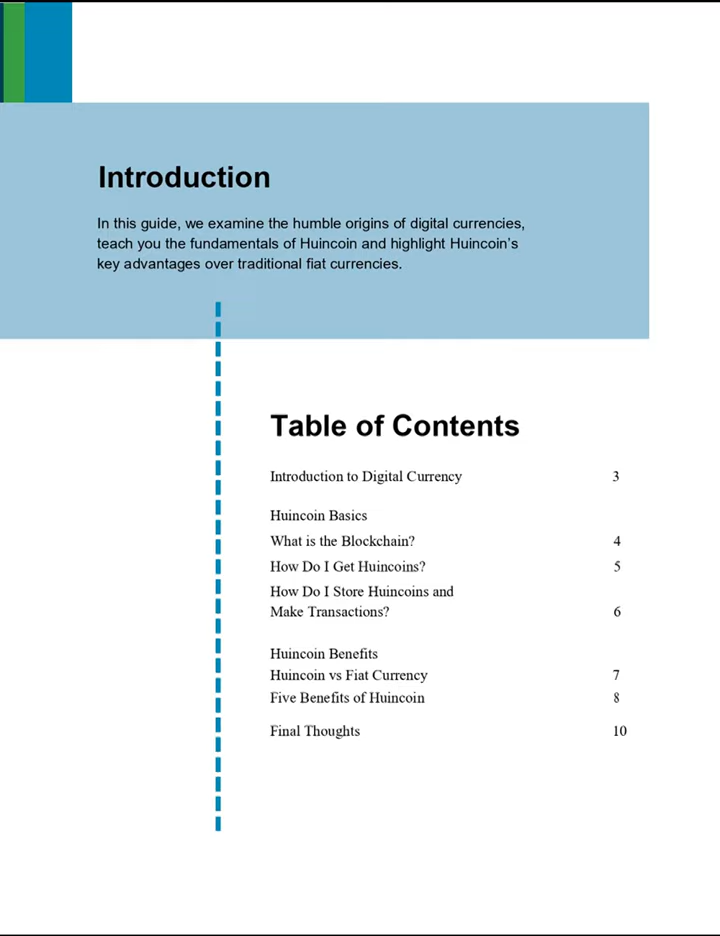 Introduction
In this guide, we examine the humble origins of digital currencies,
teach you the fundamentals of Huincoin and highlight Huincoin's
key advantages over traditional fiat currencies.
Table of Contents
Introduction to Digital Currency 3
Huincoin Basics
What is the Blockchain? 4
How Do I Get Huincoins? 5
How Do I Store Huincoins and
Make Transactions? 6
Huincoin Benefits
Huincoin vs Fiat Currency 7
Five Benefits of Huincoin 8
Final Thoughts 10